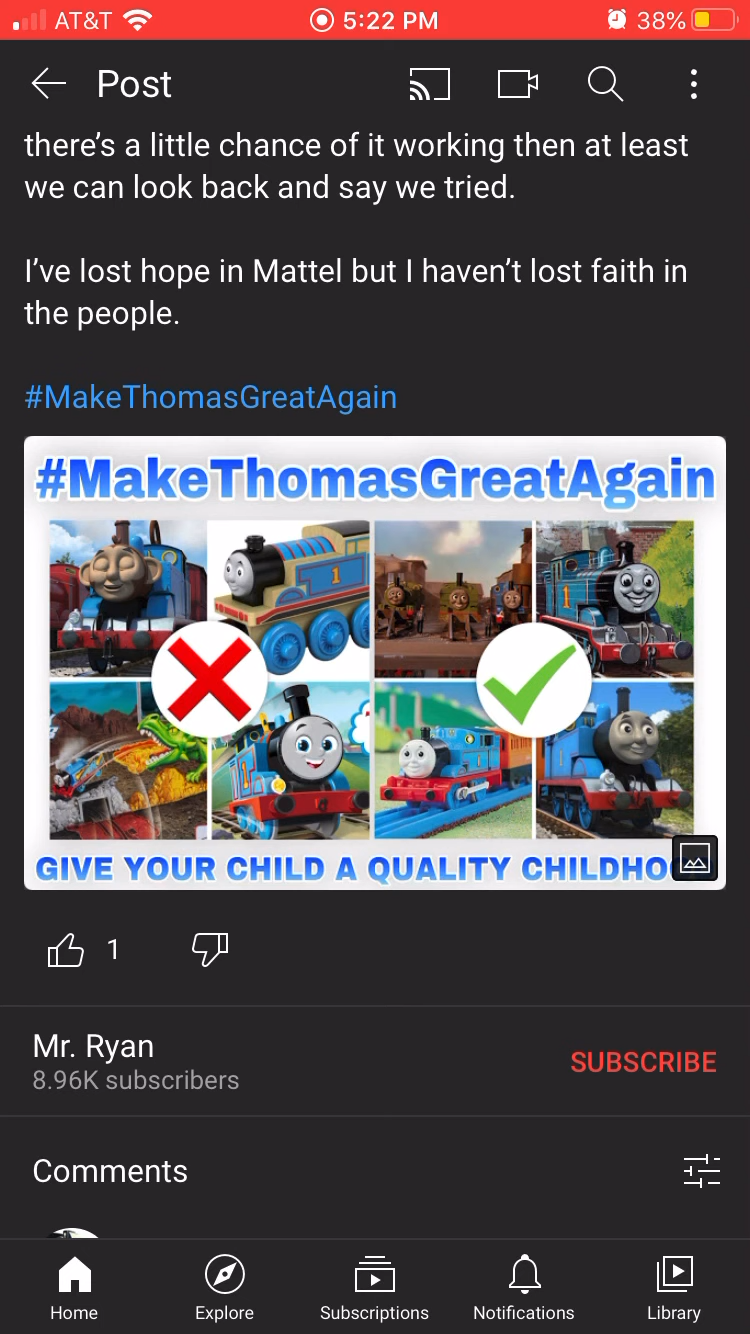 AT&T 5:22 PM 38%
Post
there’s a little chance of it working then at least
we can look back and say we tried.
I’ve lost hope in Mattel but I haven’t lost faith in
the people.
#MakeThomasGreatAgain
#MakeThomasGreatAgain
1
1
1
GIVE YOUR CHILD A QUALITY CHILDHO
1
Mr. Ryan
8.96K subscribers
SUBSCRIBE
Comments
Home Explore Subscriptions Notifications Library